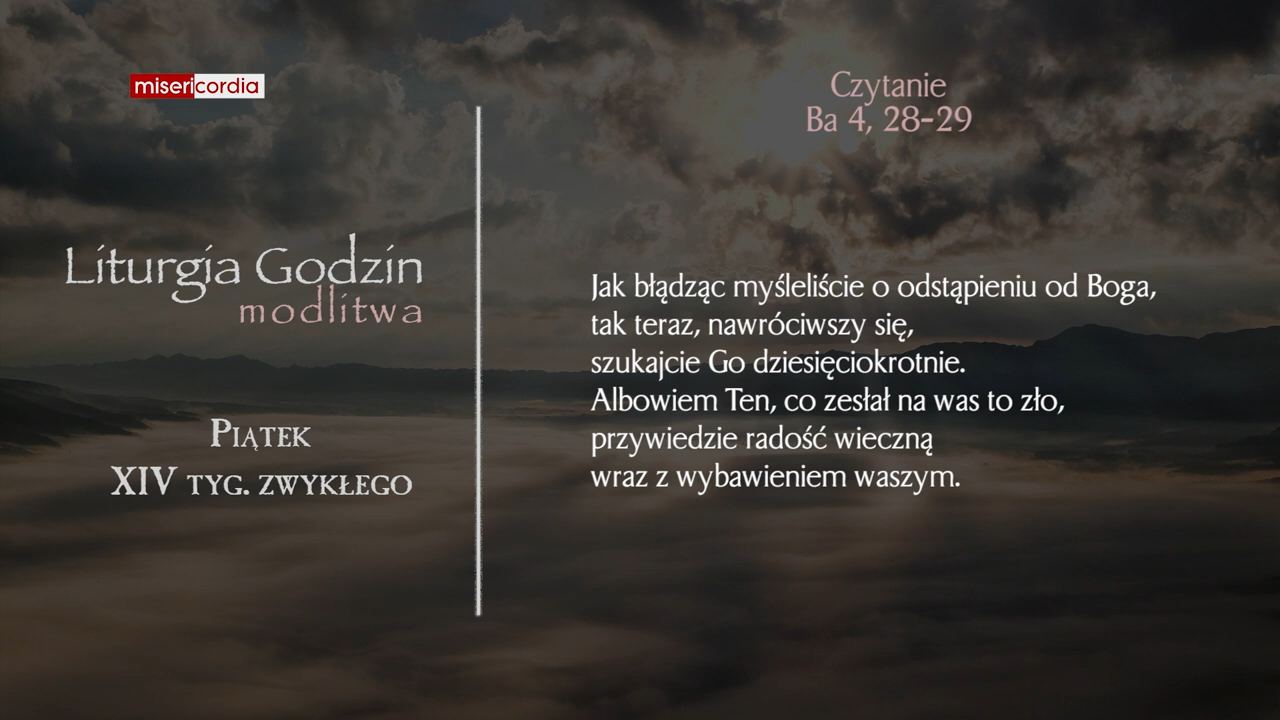 misericordia
Liturgia Godzin
modlitwa
Piątek
XIV tyg. zwykłego
Czytanie
Ba 4, 28-29
Jak błądząc myśleliście o odstąpieniu od Boga,
tak teraz, nawróciwszy się,
szukajcie Go dziesięciokrotnie.
Albowiem Ten, co zesłał na was to zło,
przywiedzie radość wieczną
wraz z wybawieniem waszym.